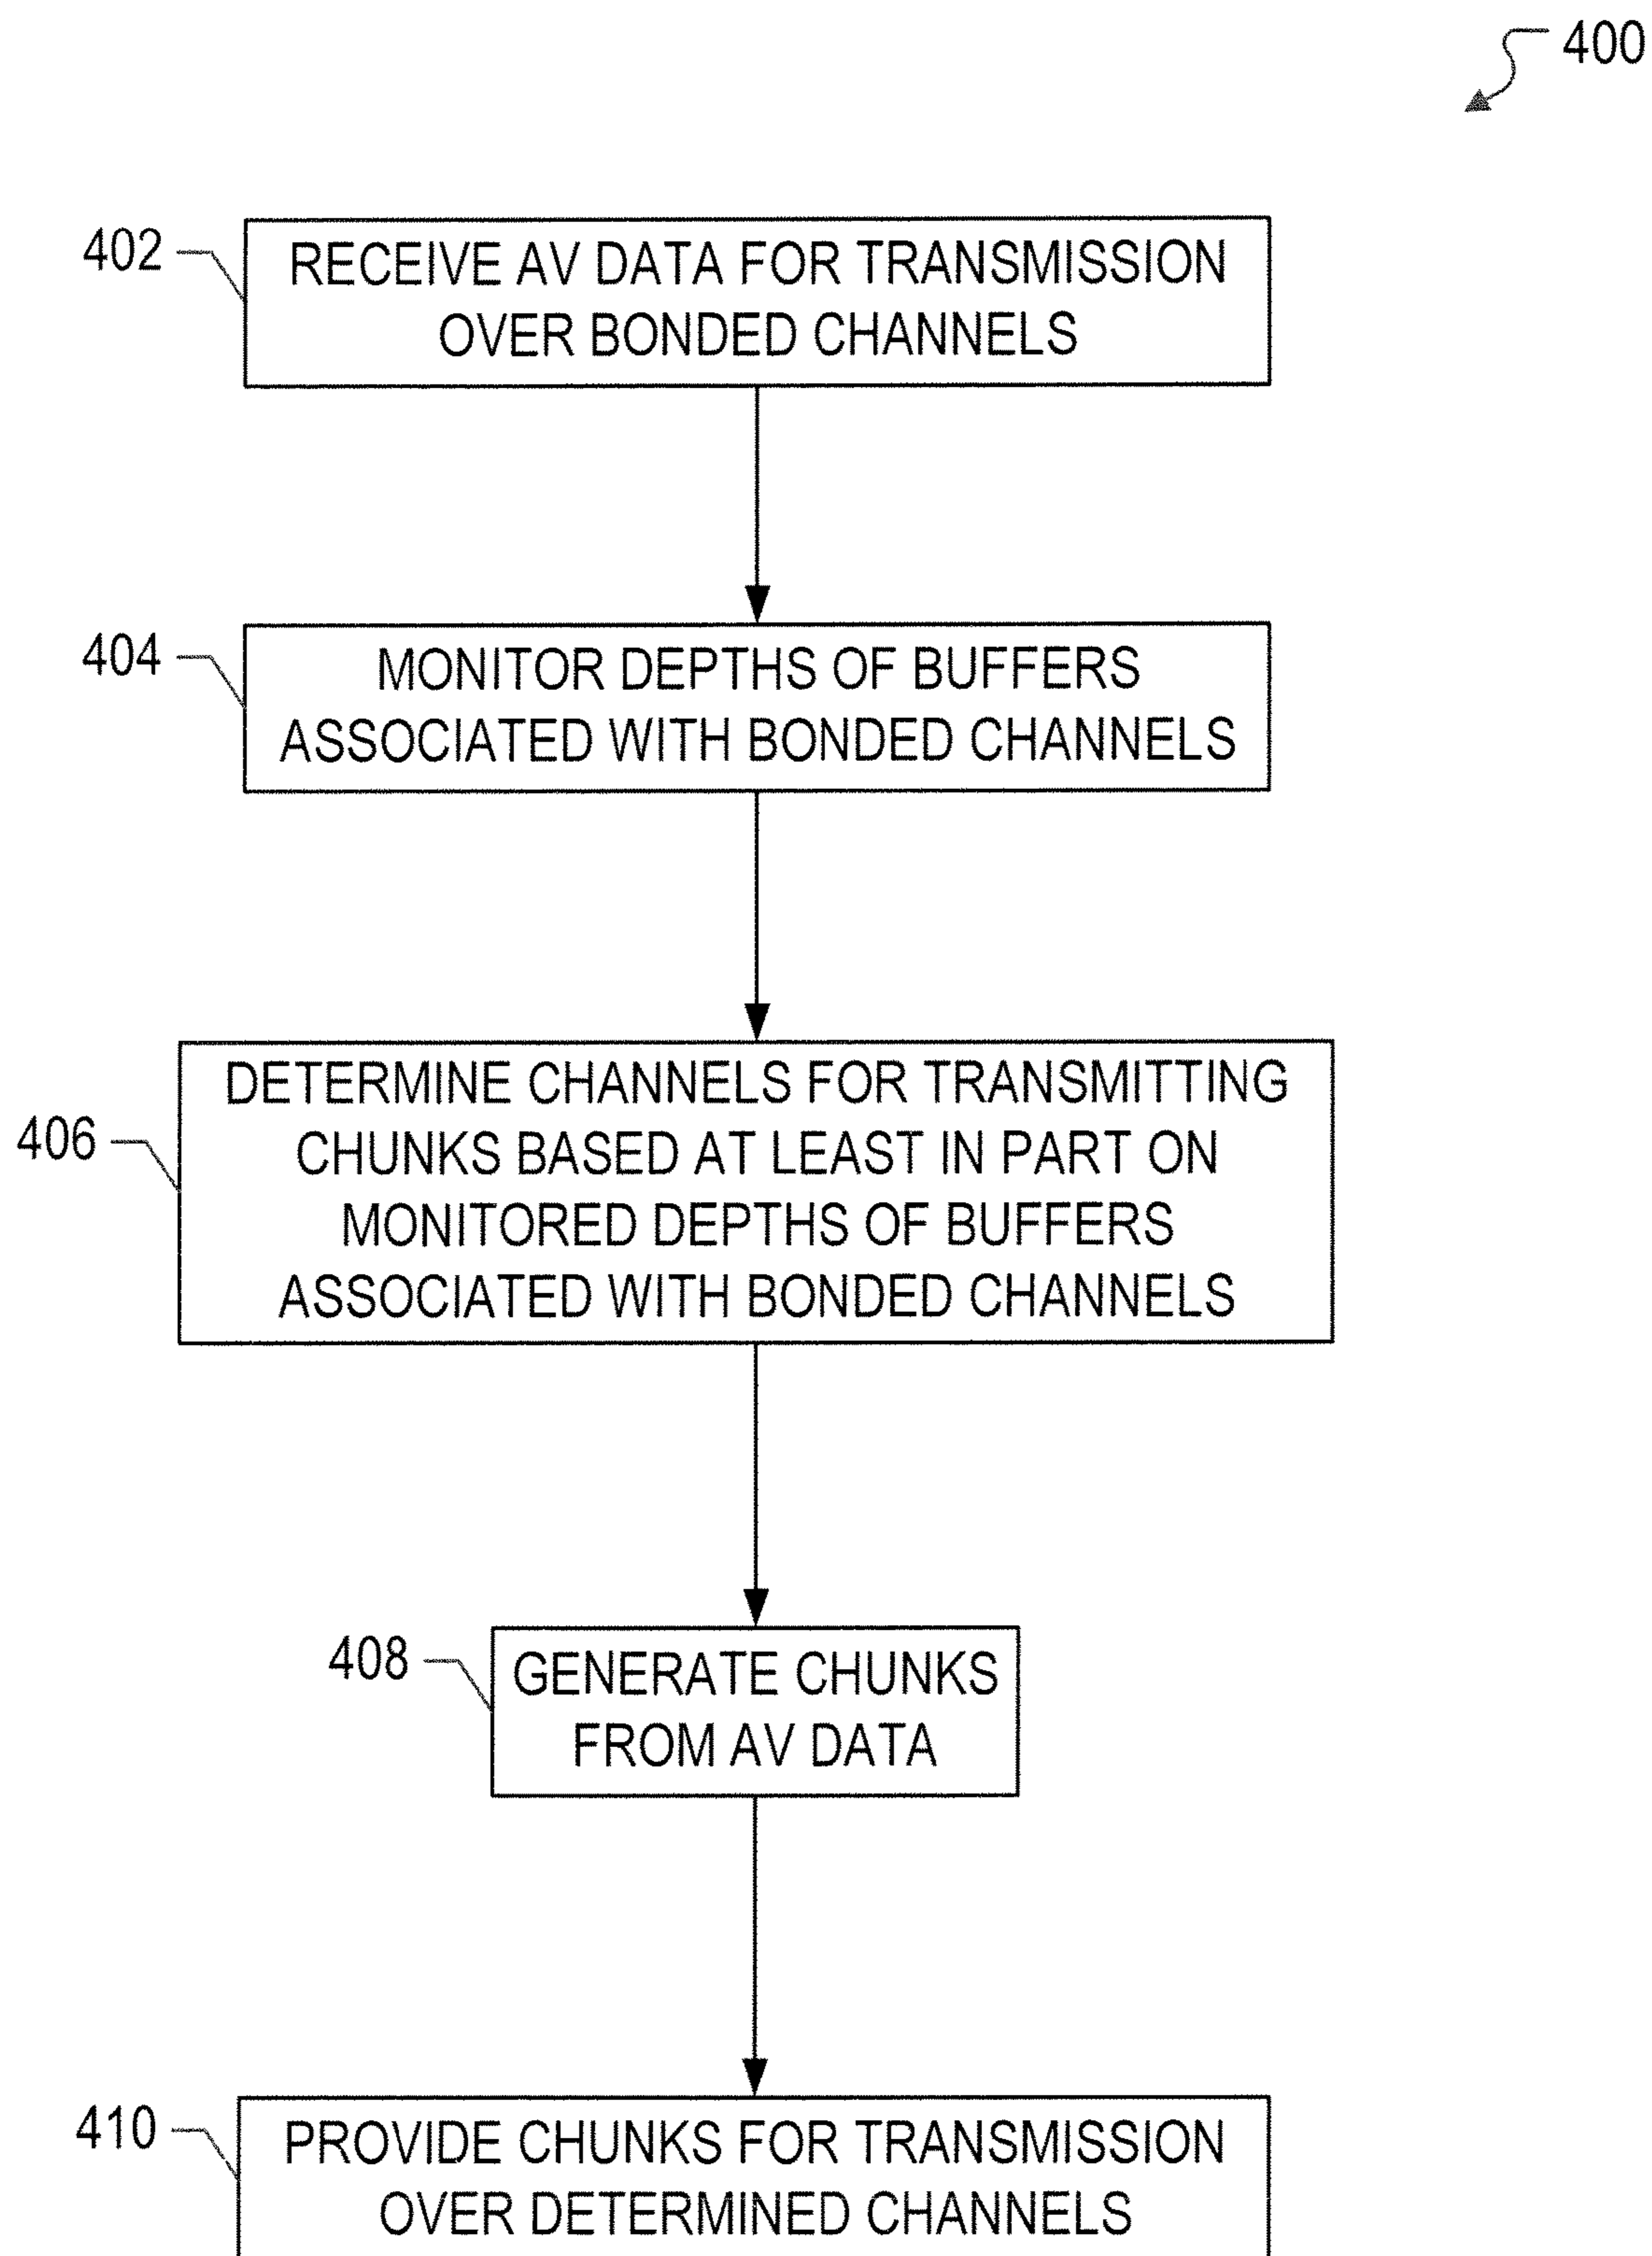 400
402
RECEIVE AV DATA FOR TRANSMISSION
OVER BONDED CHANNELS
404
MONITOR DEPTHS OF BUFFERS
ASSOCIATED WITH BONDED CHANNELS
406
DETERMINE CHANNELS FOR TRANSMITTING
CHUNKS BASED AT LEAST IN PART ON
MONITORED DEPTHS OF BUFFERS
ASSOCIATED WITH BONDED CHANNELS
408
GENERATE CHUNKS
FROM AV DATA
410
PROVIDE CHUNKS FOR TRANSMISSION
OVER DETERMINED CHANNELS